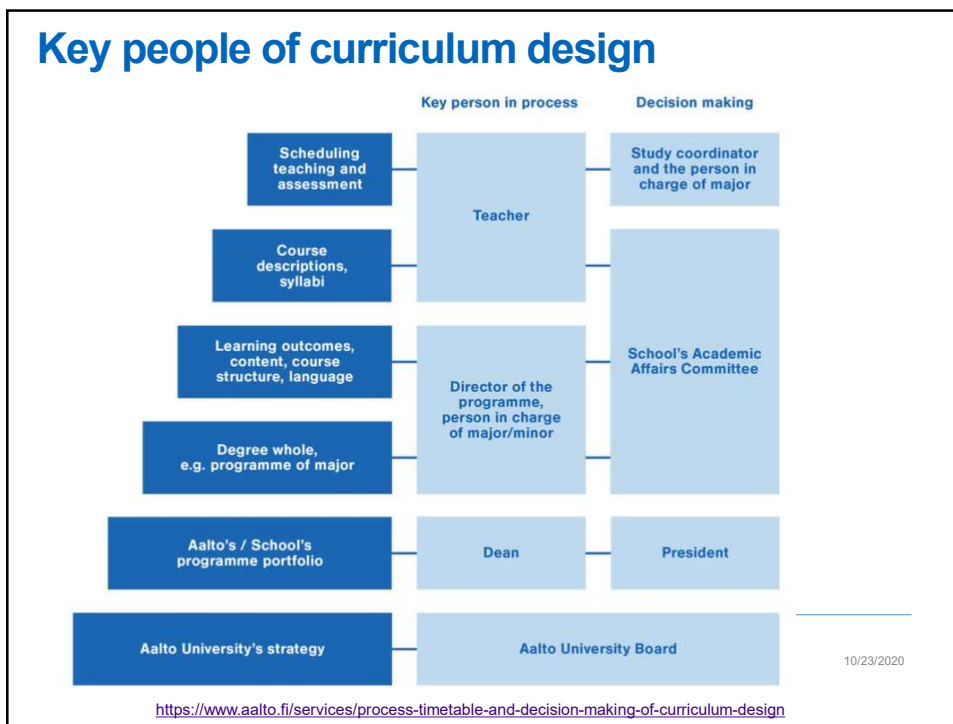 Key people of curriculum design
Key person in process
Decision making
Scheduling
teaching and
assessment
Teacher
Study coordinator
and the person in
charge of major
Course
descriptions,
syllabi
Learning outcomes,
content, course
structure, language
Director of the
programme,
person in charge
of major/minor
School's Academic
Affairs Committee
Degree whole,
e.g. programme of major
Aalto's / School's
programme portfolio
Dean
President
Aalto University's strategy
Aalto University Board
10/23/2020
https://www.aalto.fi/services/process-timetable-and-decision-making-of-curriculum-design